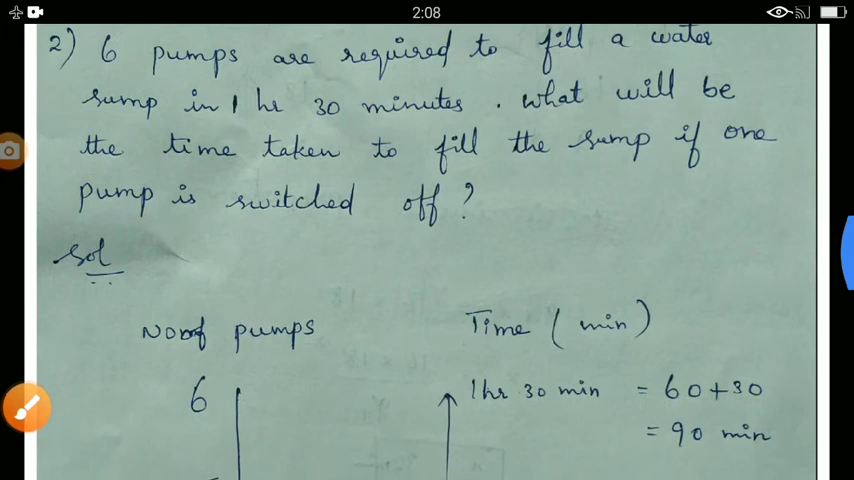 2:08
2) 6 pumps are required to fill a water
sump in 1 hr 30 minutes. What will be
the time taken to fill the sump if one
pump is switched off?
Sol
No of pumps Time (min)
6 1hr 30 min = 60+30
= 90 min